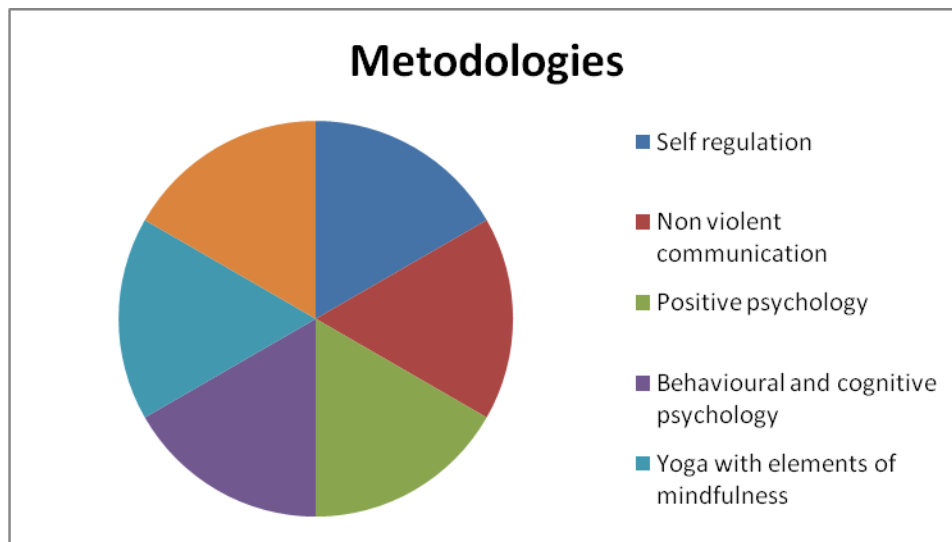 Metodologies
Self regulation
Non violent
communication
Positive psychology
Behavioural and cognitive
psychology
Yoga with elements of
mindfulness